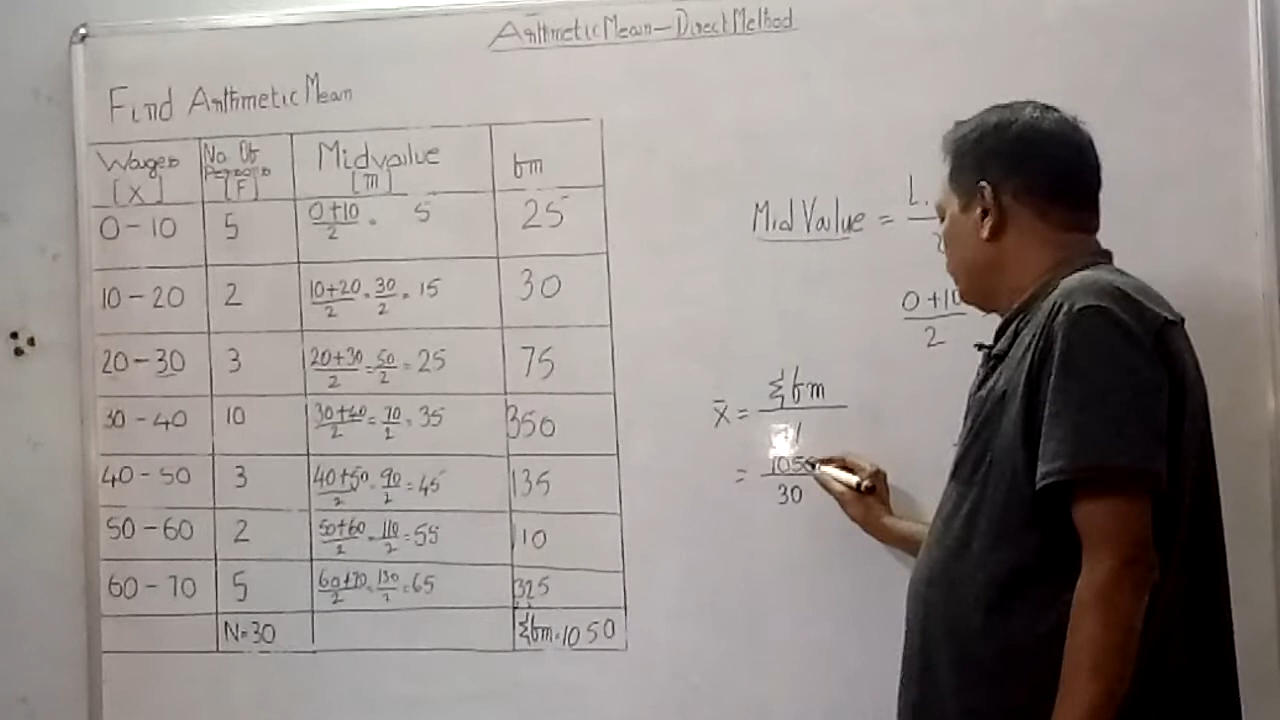 Arithmetic Mean – Direct Method
Find Arithmetic Mean
Wages [X] No. Of Persons [F] Midvalue [m] fm
0 – 10 5 0+10/2 = 5 25
10 – 20 2 10+20/2 = 30/2 = 15 30
20 – 30 3 20+30/2 = 50/2 = 25 75
30 – 40 10 30+40/2 = 70/2 = 35 350
40 – 50 3 40+50/2 = 90/2 = 45 135
50 – 60 2 50+60/2 = 110/2 = 55 110
60 – 70 5 60+70/2 = 130/2 = 65 325
N=30 Σfm=1050
Mid Value = L.
0+10/2
X̄ = Σfm
= 1050/30